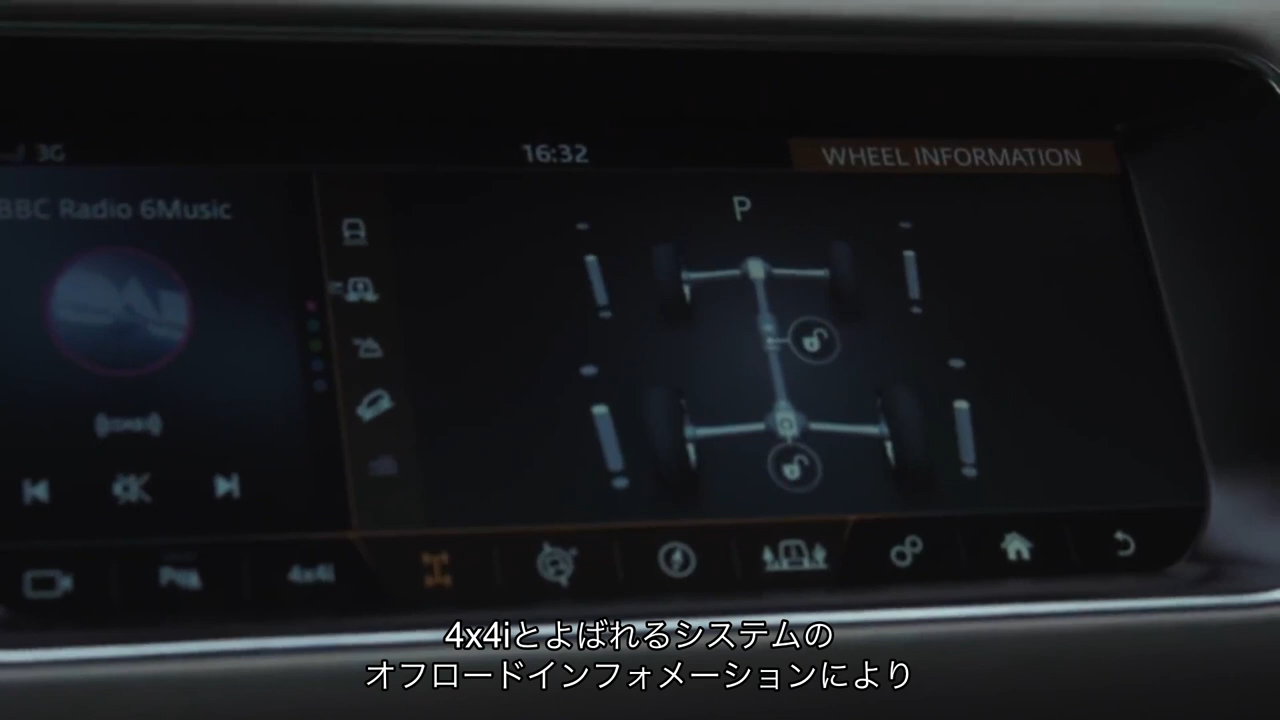 3G
16:32
WHEEL INFORMATION
BBC Radio 6Music
P
4x4i
4x4iとよばれるシステムの
オフロードインフォメーションにより